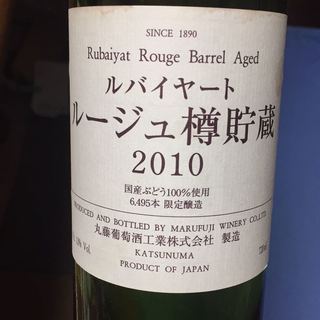 SINCE 1890
Rubaiyat Rouge Barrel Aged
ルバイヤート
ルージュ樽貯蔵
2010
国産ぶどう100%使用
6,495本 限定醸造
PRODUCED AND BOTTLED BY MARUFUJI WINERY CO.,LTD.
丸藤葡萄酒工業株式会社 製造
KATSUNUMA
PRODUCT OF JAPAN